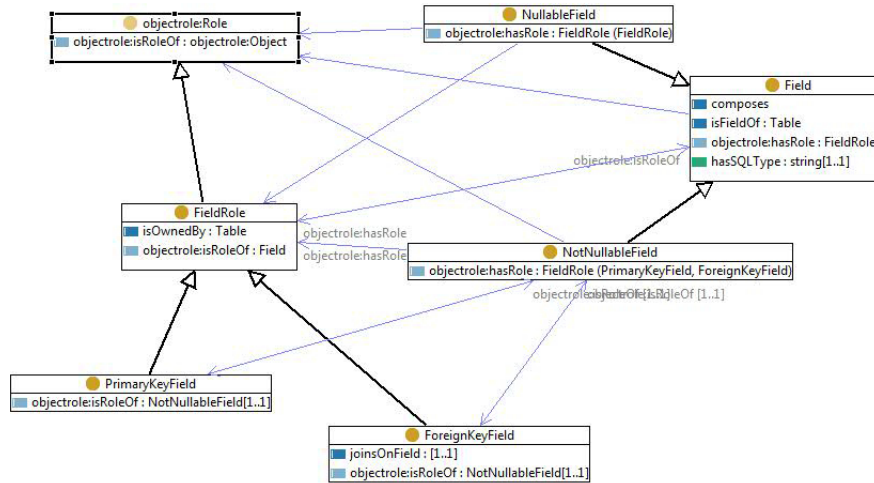 objectrole:Role
objectrole:isRoleOf : objectrole:Object
NullableField
objectrole:hasRole : FieldRole (FieldRole)
Field
composes
isFieldOf : Table
objectrole:hasRole : FieldRole
hasSQLType : string[1..1]
objectrole:isRoleOf
FieldRole
isOwnedBy : Table
objectrole:isRoleOf : Field
objectrole:hasRole
objectrole:hasRole
NotNullableField
objectrole:hasRole : FieldRole (PrimaryKeyField, ForeignKeyField)
PrimaryKeyField
objectrole:isRoleOf : NotNullableField[1..1]
ForeignKeyField
joinsOnField : [1..1]
objectrole:isRoleOf : NotNullableField[1..1]